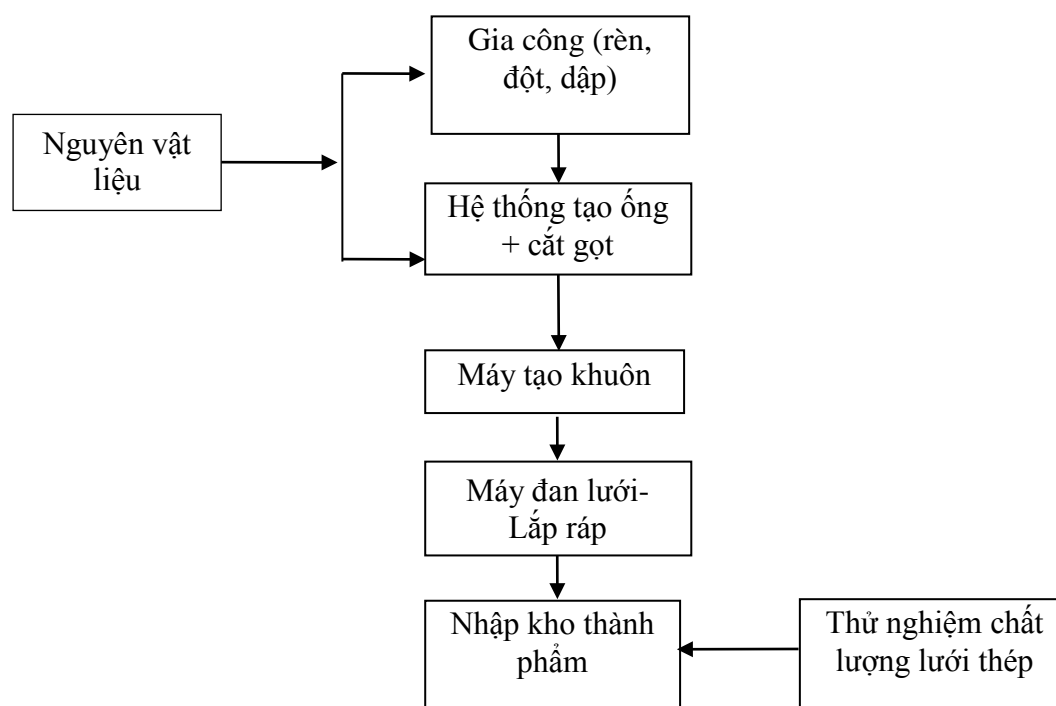 Gia công (rèn,
đột, dập)
Nguyên vật
liệu
Hệ thống tạo ống
+ cắt gọt
Máy tạo khuôn
Máy đan lưới-
Lắp ráp
Nhập kho thành
phẩm
Thử nghiệm chất
lượng lưới thép